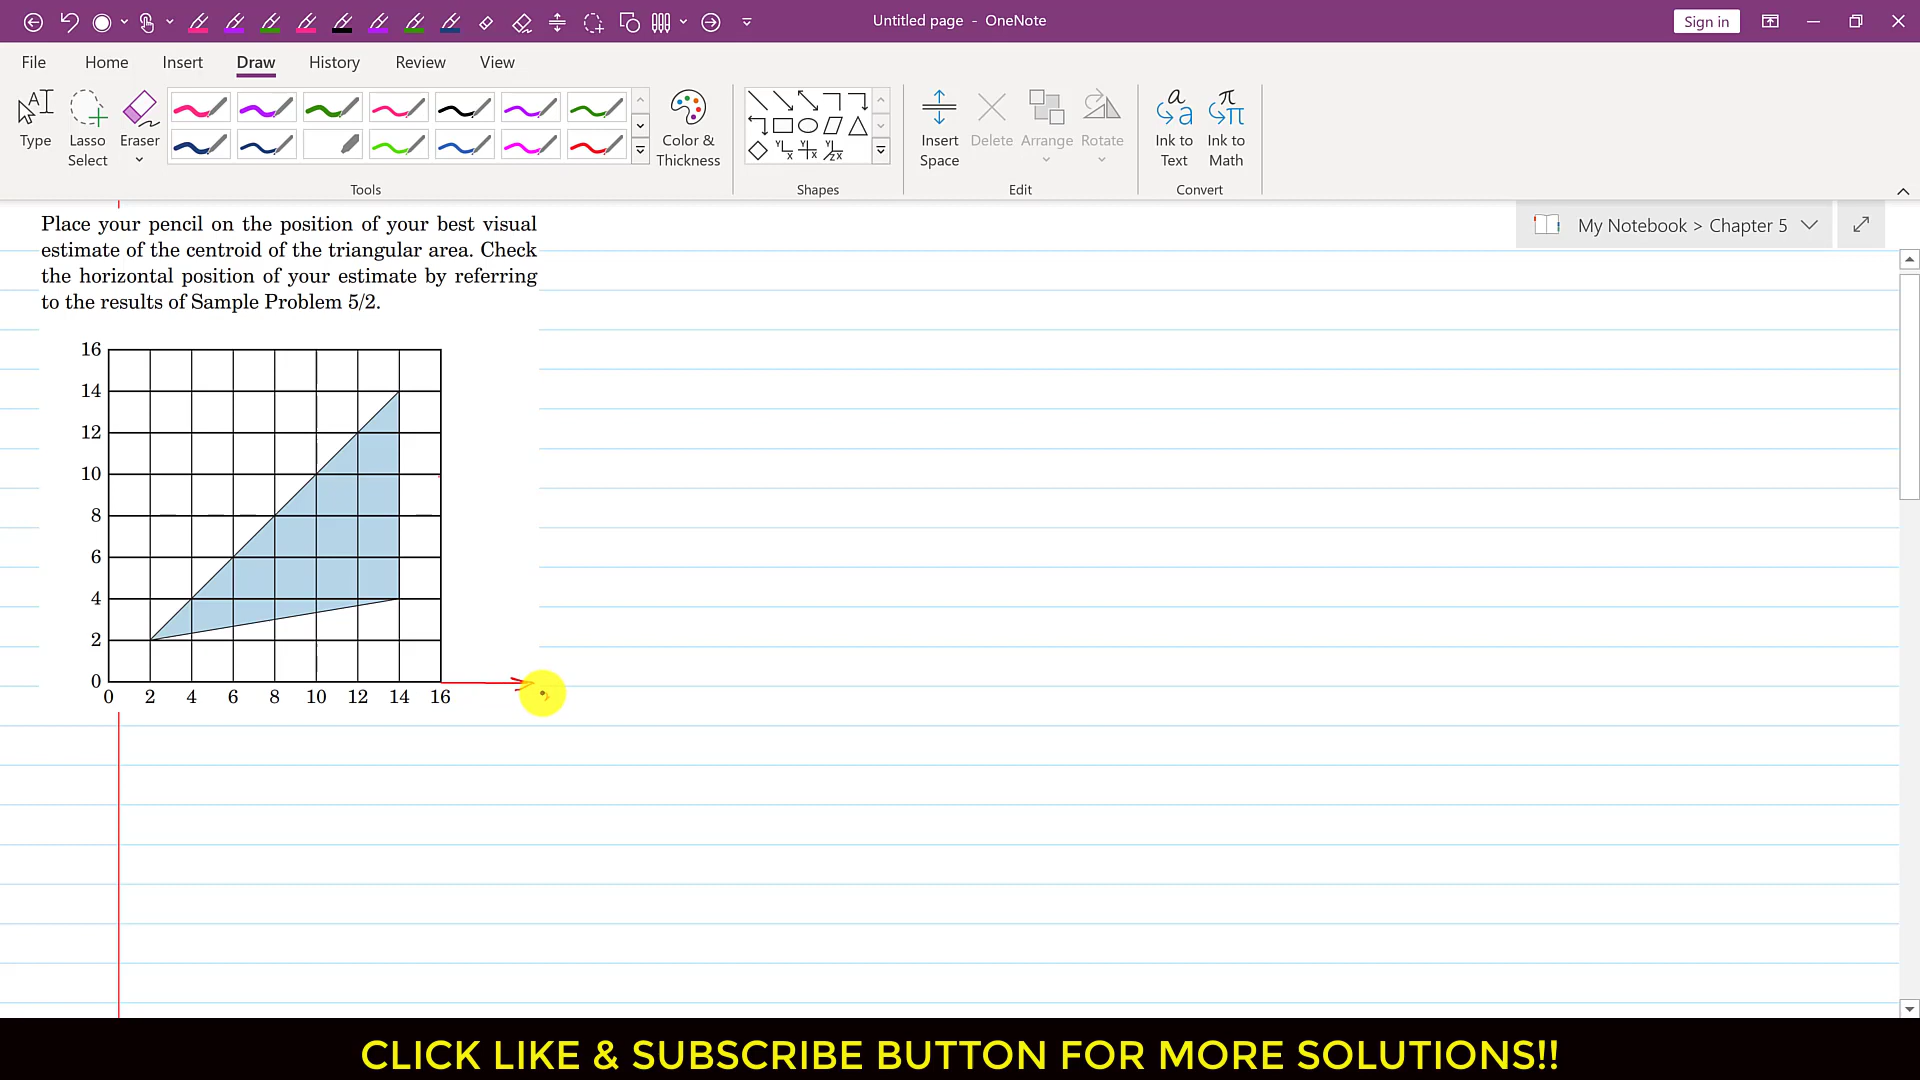 Untitled page - OneNote
Sign in
File Home Insert Draw History Review View
Type
Lasso Select
Eraser
Color & Thickness
Insert Space
Delete
Arrange
Rotate
Ink to Text
Ink to Math
Tools
Shapes
Edit
Convert
My Notebook > Chapter 5
Place your pencil on the position of your best visual
estimate of the centroid of the triangular area. Check
the horizontal position of your estimate by referring
to the results of Sample Problem 5/2.
16
14
12
10
8
6
4
2
0
0 2 4 6 8 10 12 14 16
CLICK LIKE & SUBSCRIBE BUTTON FOR MORE SOLUTIONS!!